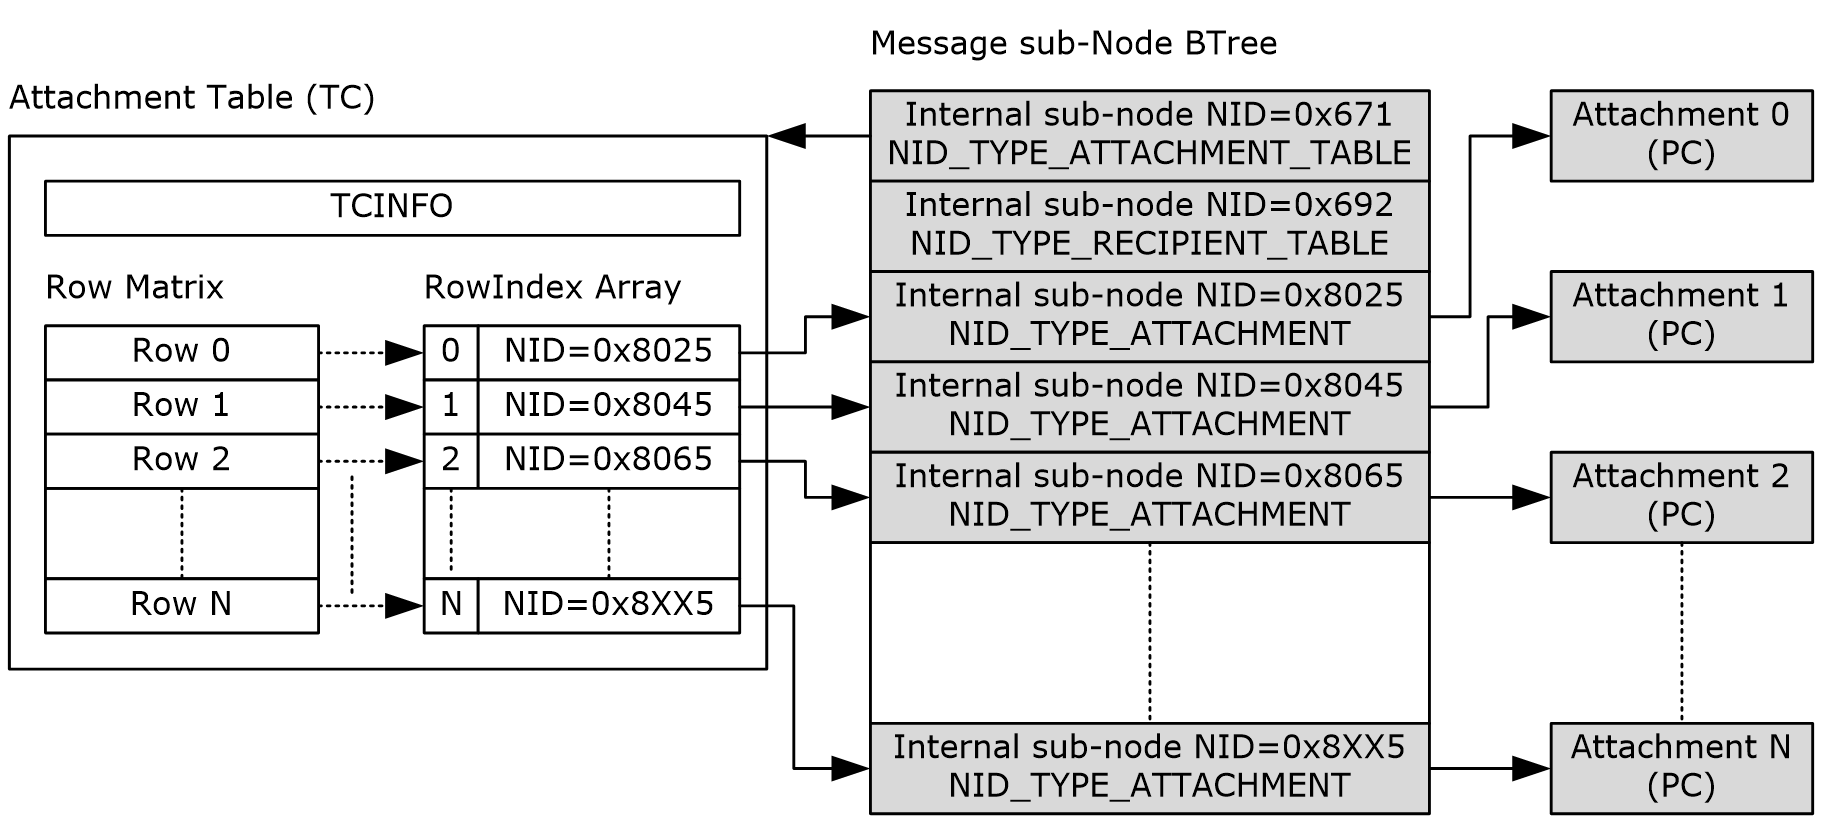 Message sub-Node BTree
Attachment Table (TC)
TCINFO
Row Matrix
RowIndex Array
Row 0
0
NID=0x8025
Row 1
1
NID=0x8045
Row 2
2
NID=0x8065
Row N
N
NID=0x8XX5
Internal sub-node NID=0x671
NID_TYPE_ATTACHMENT_TABLE
Internal sub-node NID=0x692
NID_TYPE_RECIPIENT_TABLE
Internal sub-node NID=0x8025
NID_TYPE_ATTACHMENT
Internal sub-node NID=0x8045
NID_TYPE_ATTACHMENT
Internal sub-node NID=0x8065
NID_TYPE_ATTACHMENT
Internal sub-node NID=0x8XX5
NID_TYPE_ATTACHMENT
Attachment 0
(PC)
Attachment 1
(PC)
Attachment 2
(PC)
Attachment N
(PC)